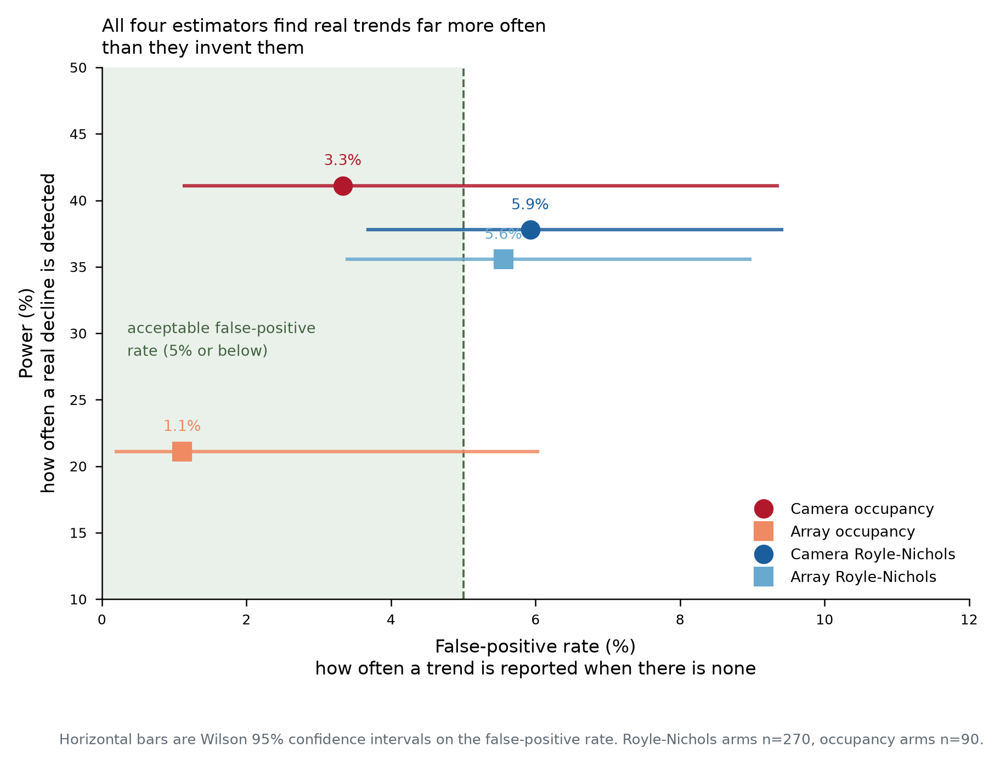 All four estimators find real trends far more often
than they invent them
Power (%)
how often a real decline is detected
50
45
40
35
30
25
20
15
10
3.3%
5.9%
5.6%
acceptable false-positive
rate (5% or below)
1.1%
Camera occupancy
Array occupancy
Camera Royle-Nichols
Array Royle-Nichols
0 2 4 6 8 10 12
False-positive rate (%)
how often a trend is reported when there is none
Horizontal bars are Wilson 95% confidence intervals on the false-positive rate. Royle-Nichols arms n=270, occupancy arms n=90.